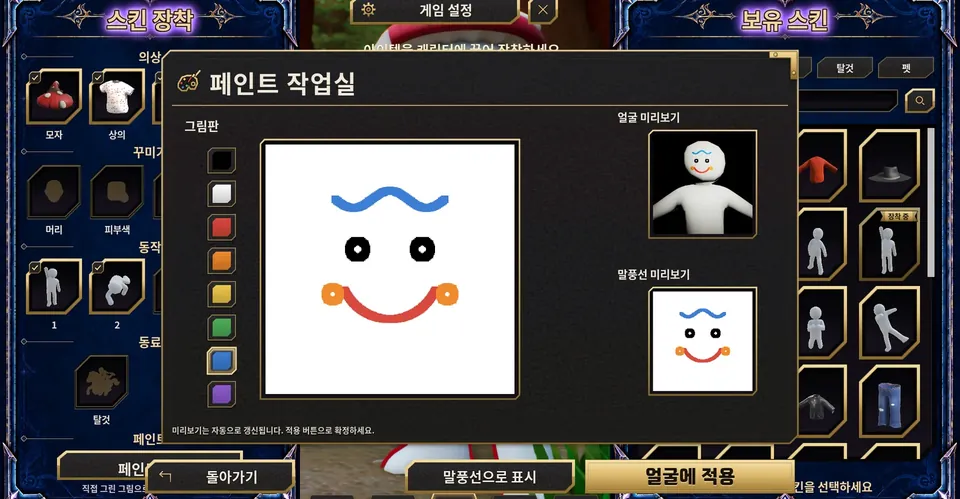 스킨 장착
게임 설정
보유 스킨
의상
탈것
펫
모자
상의
꾸미기
머리
피부색
동작
1
2
동료
탈것
페인트
페인
직접 그린 그림으
페인트 작업실
그림판
얼굴 미리보기
말풍선 미리보기
미리보기는 자동으로 갱신됩니다. 적용 버튼으로 확정하세요.
장착 중
돌아가기
말풍선으로 표시
얼굴에 적용
킨을 선택하세요